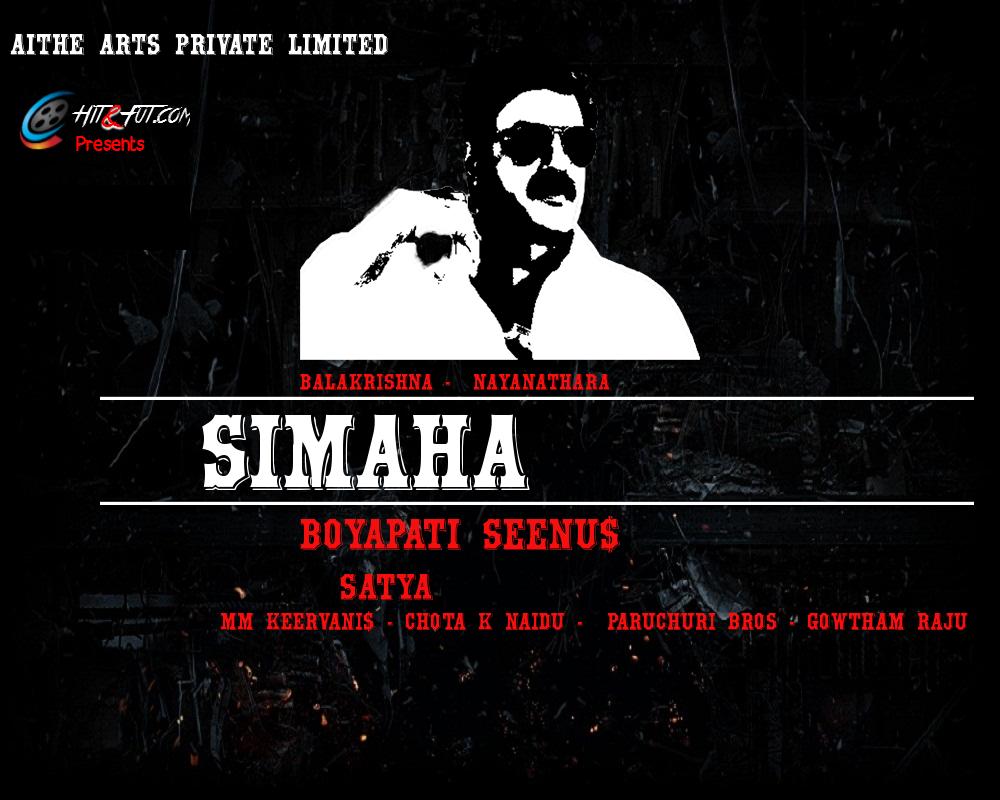 AITHE ARTS PRIVATE LIMITED
HIT&FUT.COM
Presents
BALAKRISHNA - NAYANATHARA
SIMAHA
BOYAPATI SEENU$
SATYA
MM KEERVANI$ - CHOTA K NAIDU - PARUCHURI BROS - GOWTHAM RAJU